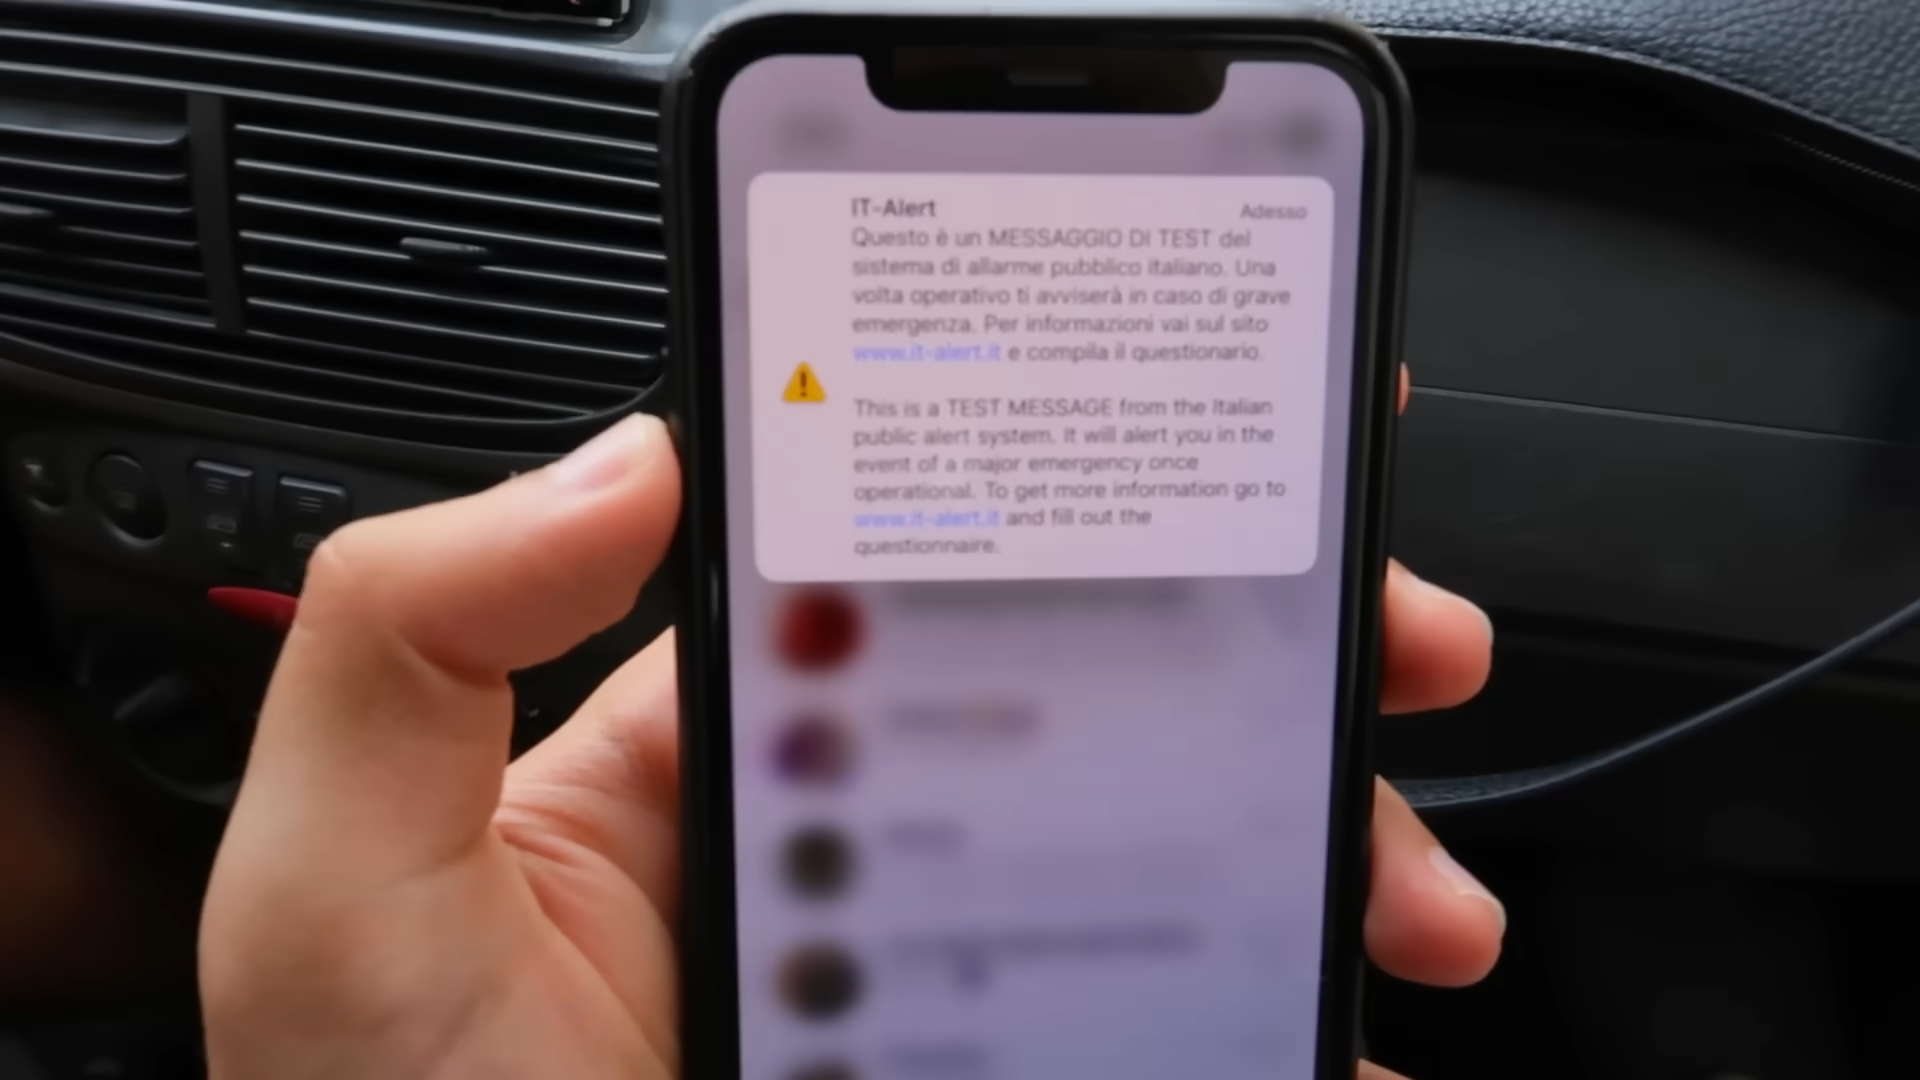 IT-Alert
Adesso
Questo è un MESSAGGIO DI TEST del
sistema di allarme pubblico italiano. Una
volta operativo ti avviserà in caso di grave
emergenza. Per informazioni vai sul sito
www.it-alert.it e compila il questionario.
This is a TEST MESSAGE from the Italian
public alert system. It will alert you in the
event of a major emergency once
operational. To get more information go to
www.it-alert.it and fill out the
questionnaire.